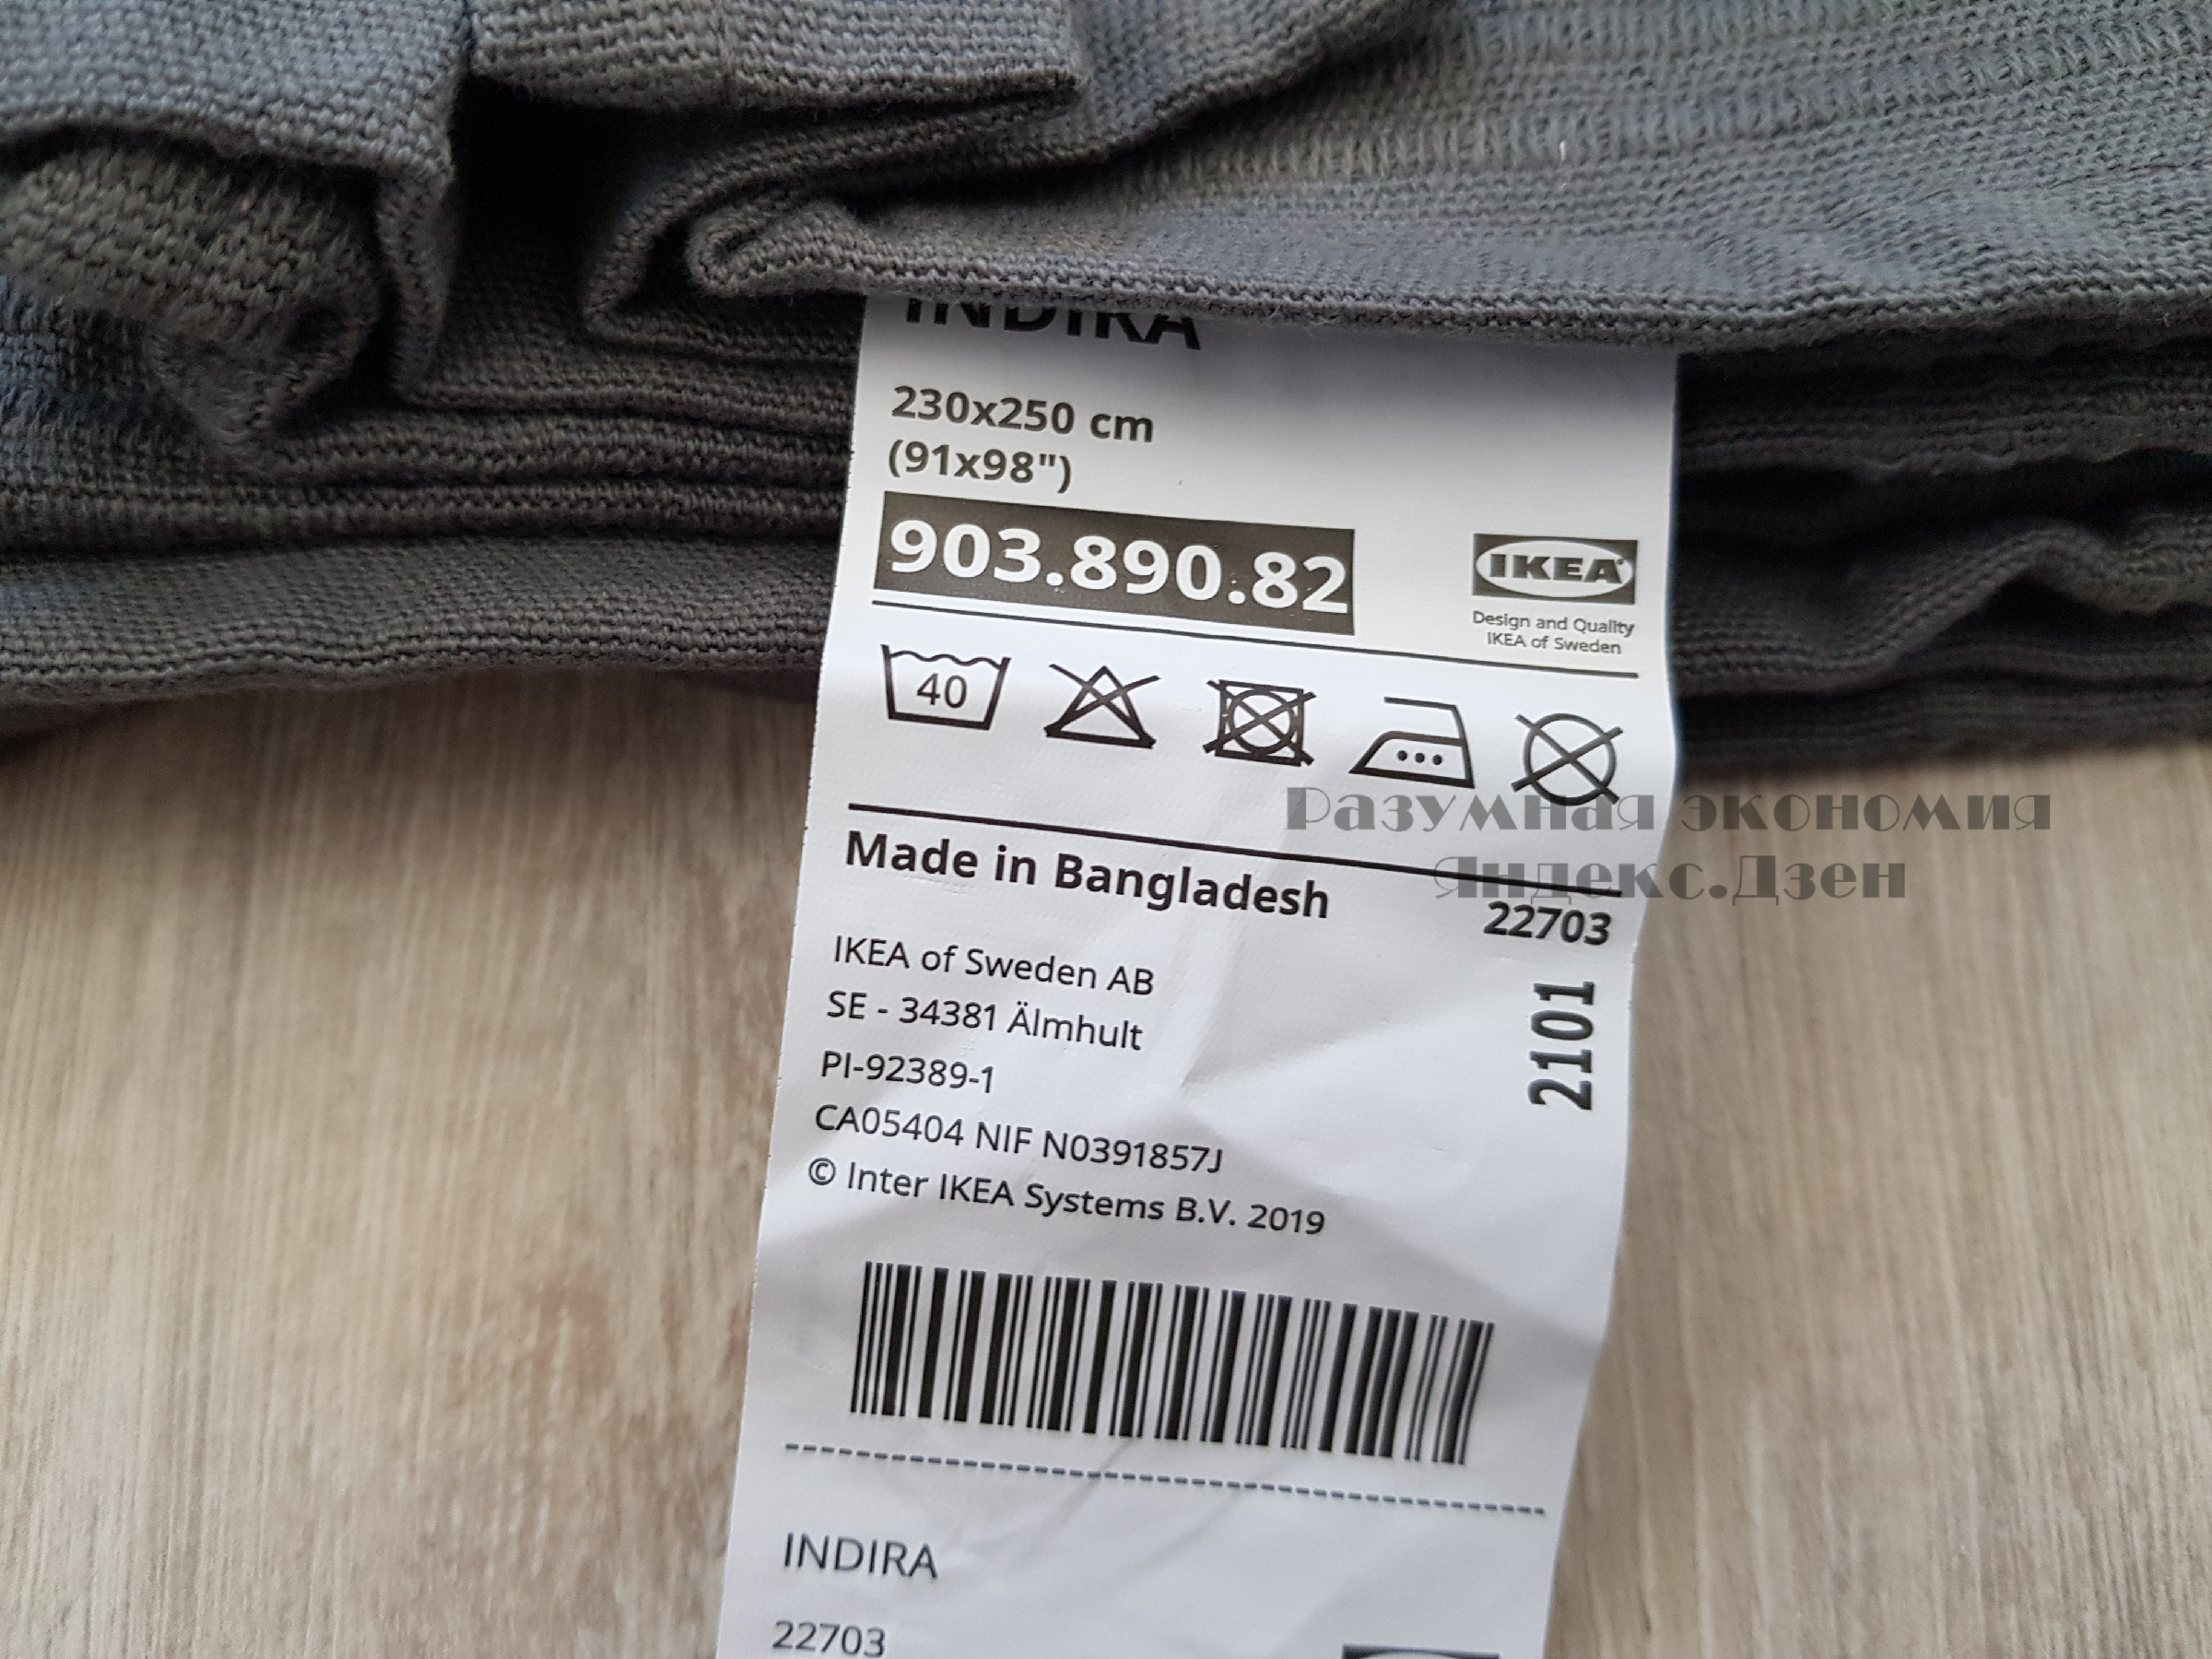 INDIRA
230x250 cm
(91x98")
903.890.82
IKEA
Design and Quality
IKEA of Sweden
40
Разумная экономия
Яндекс.Дзен
Made in Bangladesh
22703
2101
IKEA of Sweden AB
SE - 34381 Älmhult
PI-92389-1
CA05404 NIF N0391857J
© Inter IKEA Systems B.V. 2019
INDIRA
22703